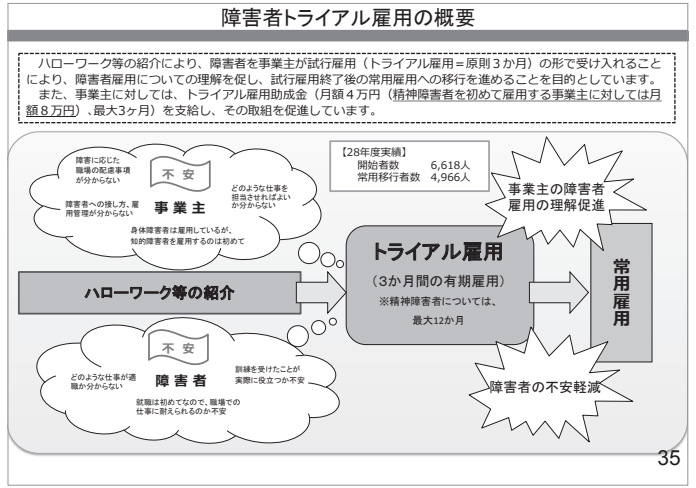 障害者トライアル雇用の概要
ハローワーク等の紹介により、障害者を事業主が試行雇用（トライアル雇用＝原則３か月）の形で受け入れること
により、障害者雇用についての理解を促し、試行雇用終了後の常用雇用への移行を進めることを目的としています。
また、事業主に対しては、トライアル雇用助成金（月額４万円（精神障害者を初めて雇用する事業主に対しては月
額８万円）、最大3ヶ月）を支給し、その取組を促進しています。
障害に応じた
職場の配慮事項
が分からない
不 安
どのような仕事を
担当させればよい
か分からない
障害者への接し方、雇
用管理が分からない
事 業 主
身体障害者は雇用しているが、
知的障害者を雇用するのは初めて
【28年度実績】
開始者数 6,618人
常用移行者数 4,966人
事業主の障害者
雇用の理解促進
ハローワーク等の紹介
トライアル雇用
（3か月間の有期雇用）
※精神障害者については、
最大12か月
常用雇用
不 安
どのような仕事が適
職か分からない
障 害 者
訓練を受けたことが
実際に役立つか不安
就職は初めてなので、職場での
仕事に耐えられるのか不安
障害者の不安軽減
35